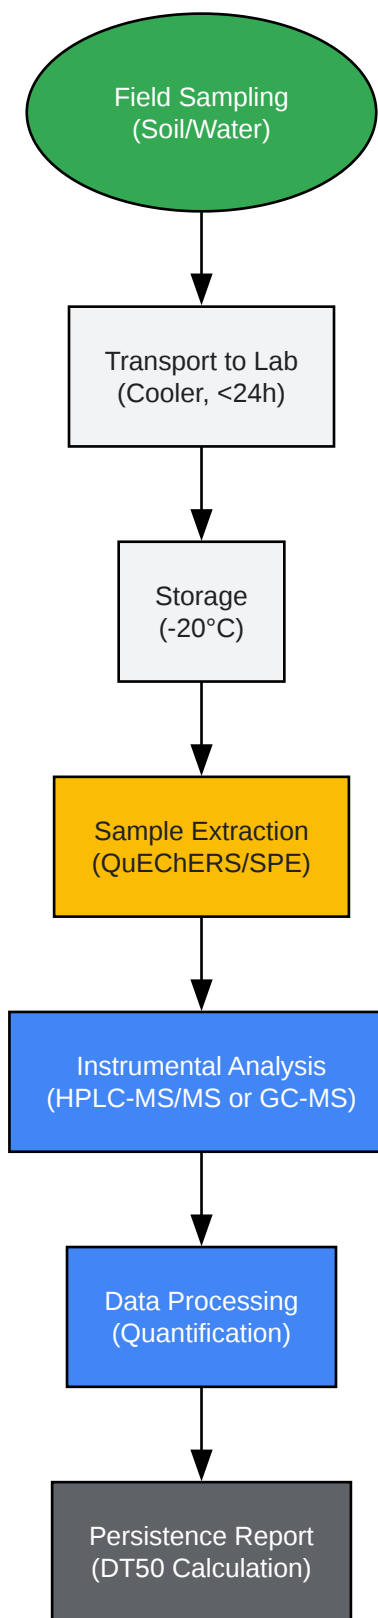 Field Sampling
(Soil/Water)
Transport to Lab
(Cooler, <24h)
Storage
(-20°C)
Sample Extraction
(QuEChERS/SPE)
Instrumental Analysis
(HPLC-MS/MS or GC-MS)
Data Processing
(Quantification)
Persistence Report
(DT50 Calculation)